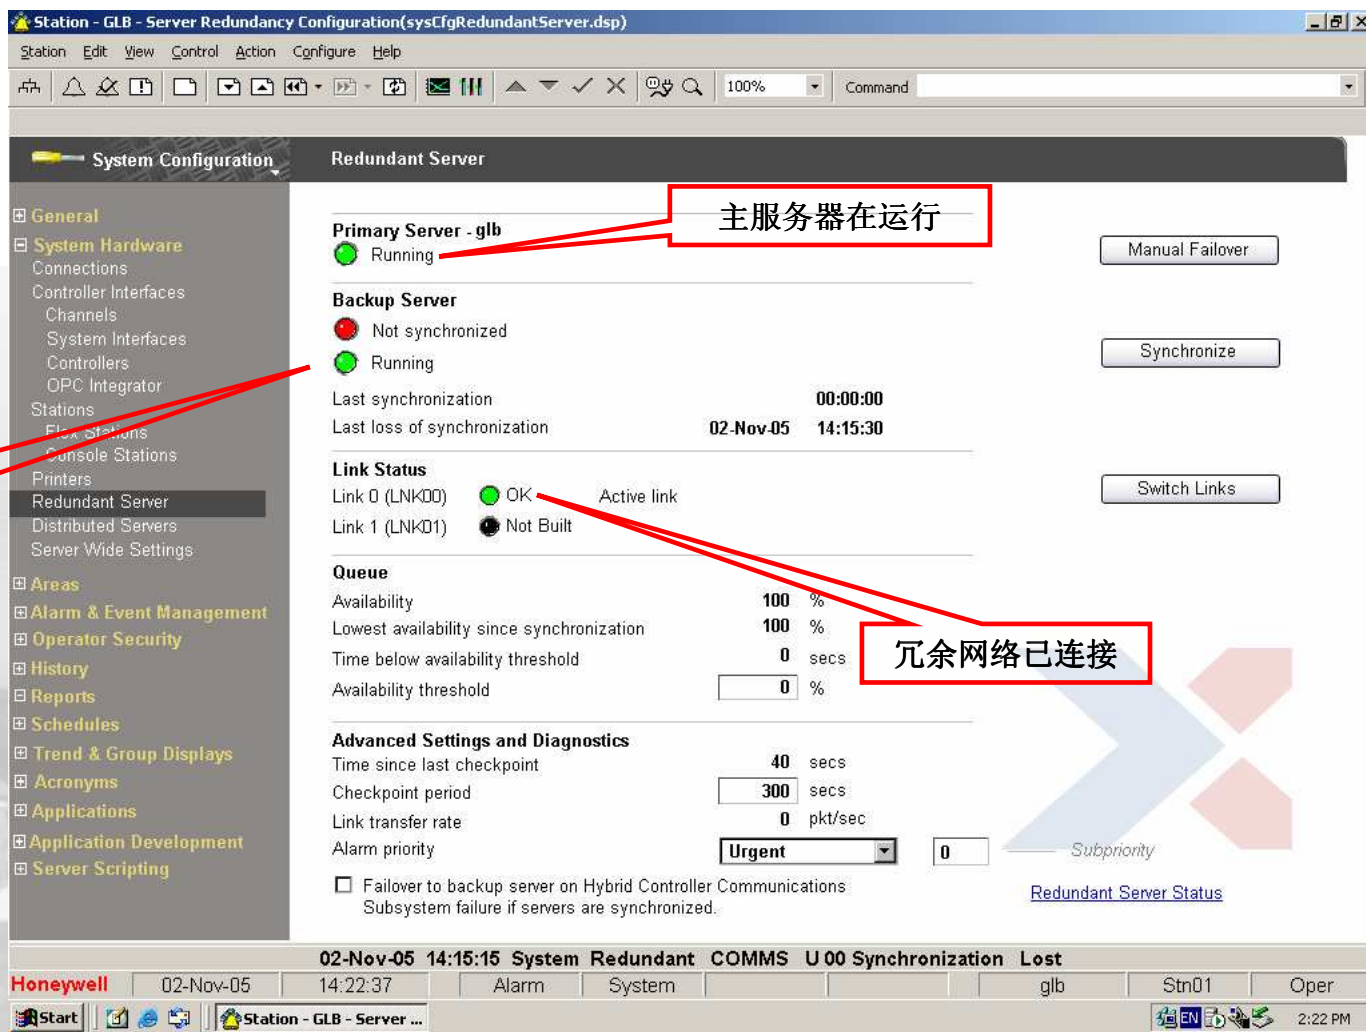 Station - GLB - Server Redundancy Configuration(sysCfgRedundantServer.dsp)
Station Edit View Control Action Configure Help
100% Command
System Configuration
Redundant Server
General
System Hardware
Connections
Controller Interfaces
Channels
System Interfaces
Controllers
OPC Integrator
Stations
Flex Stations
Console Stations
Printers
Redundant Server
Distributed Servers
Server Wide Settings
Areas
Alarm & Event Management
Operator Security
History
Reports
Schedules
Trend & Group Displays
Acronyms
Applications
Application Development
Server Scripting
Primary Server - glb
Running
主服务器在运行
Manual Failover
Backup Server
Not synchronized
Running
Synchronize
Last synchronization 00:00:00
Last loss of synchronization 02-Nov-05 14:15:30
Link Status
Link 0 (LNK00) OK Active link
Link 1 (LNK01) Not Built
Switch Links
Queue
Availability 100 %
Lowest availability since synchronization 100 %
Time below availability threshold 0 secs
Availability threshold 0 %
冗余网络已连接
Advanced Settings and Diagnostics
Time since last checkpoint 40 secs
Checkpoint period 300 secs
Link transfer rate 0 pkt/sec
Alarm priority Urgent 0 Subpriority
Failover to backup server on Hybrid Controller Communications
Subsystem failure if servers are synchronized.
Redundant Server Status
02-Nov-05 14:15:15 System Redundant COMMS U 00 Synchronization Lost
Honeywell 02-Nov-05 14:22:37 Alarm System glb Stn01 Oper
Start Station - GLB - Server ... EN 2:22 PM